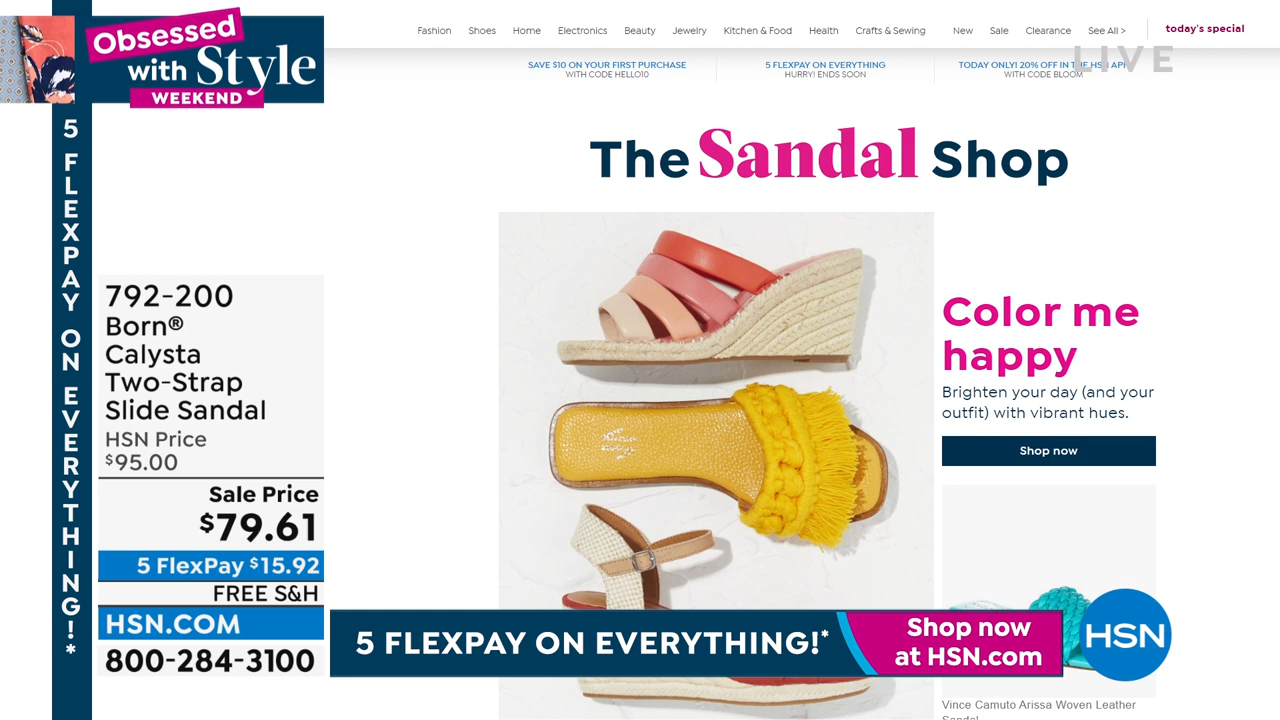 Obsessed
with Style
WEEKEND
5 FLEXPAY ON EVERYTHING!*
792-200
Born®
Calysta
Two-Strap
Slide Sandal
HSN Price
$95.00
Sale Price
$79.61
5 FlexPay $15.92
FREE S&H
HSN.COM
800-284-3100
Fashion Shoes Home Electronics Beauty Jewelry Kitchen & Food Health Crafts & Sewing New Sale Clearance See All > today's special
LIVE
SAVE $10 ON YOUR FIRST PURCHASE
WITH CODE HELLO10
5 FLEXPAY ON EVERYTHING
HURRY! ENDS SOON
TODAY ONLY! 20% OFF IN THE HSN APP
WITH CODE BLOOM
The Sandal Shop
Color me
happy
Brighten your day (and your
outfit) with vibrant hues.
Shop now
5 FLEXPAY ON EVERYTHING!*
Shop now
at HSN.com
HSN
Vince Camuto Arissa Woven Leather
Sandal